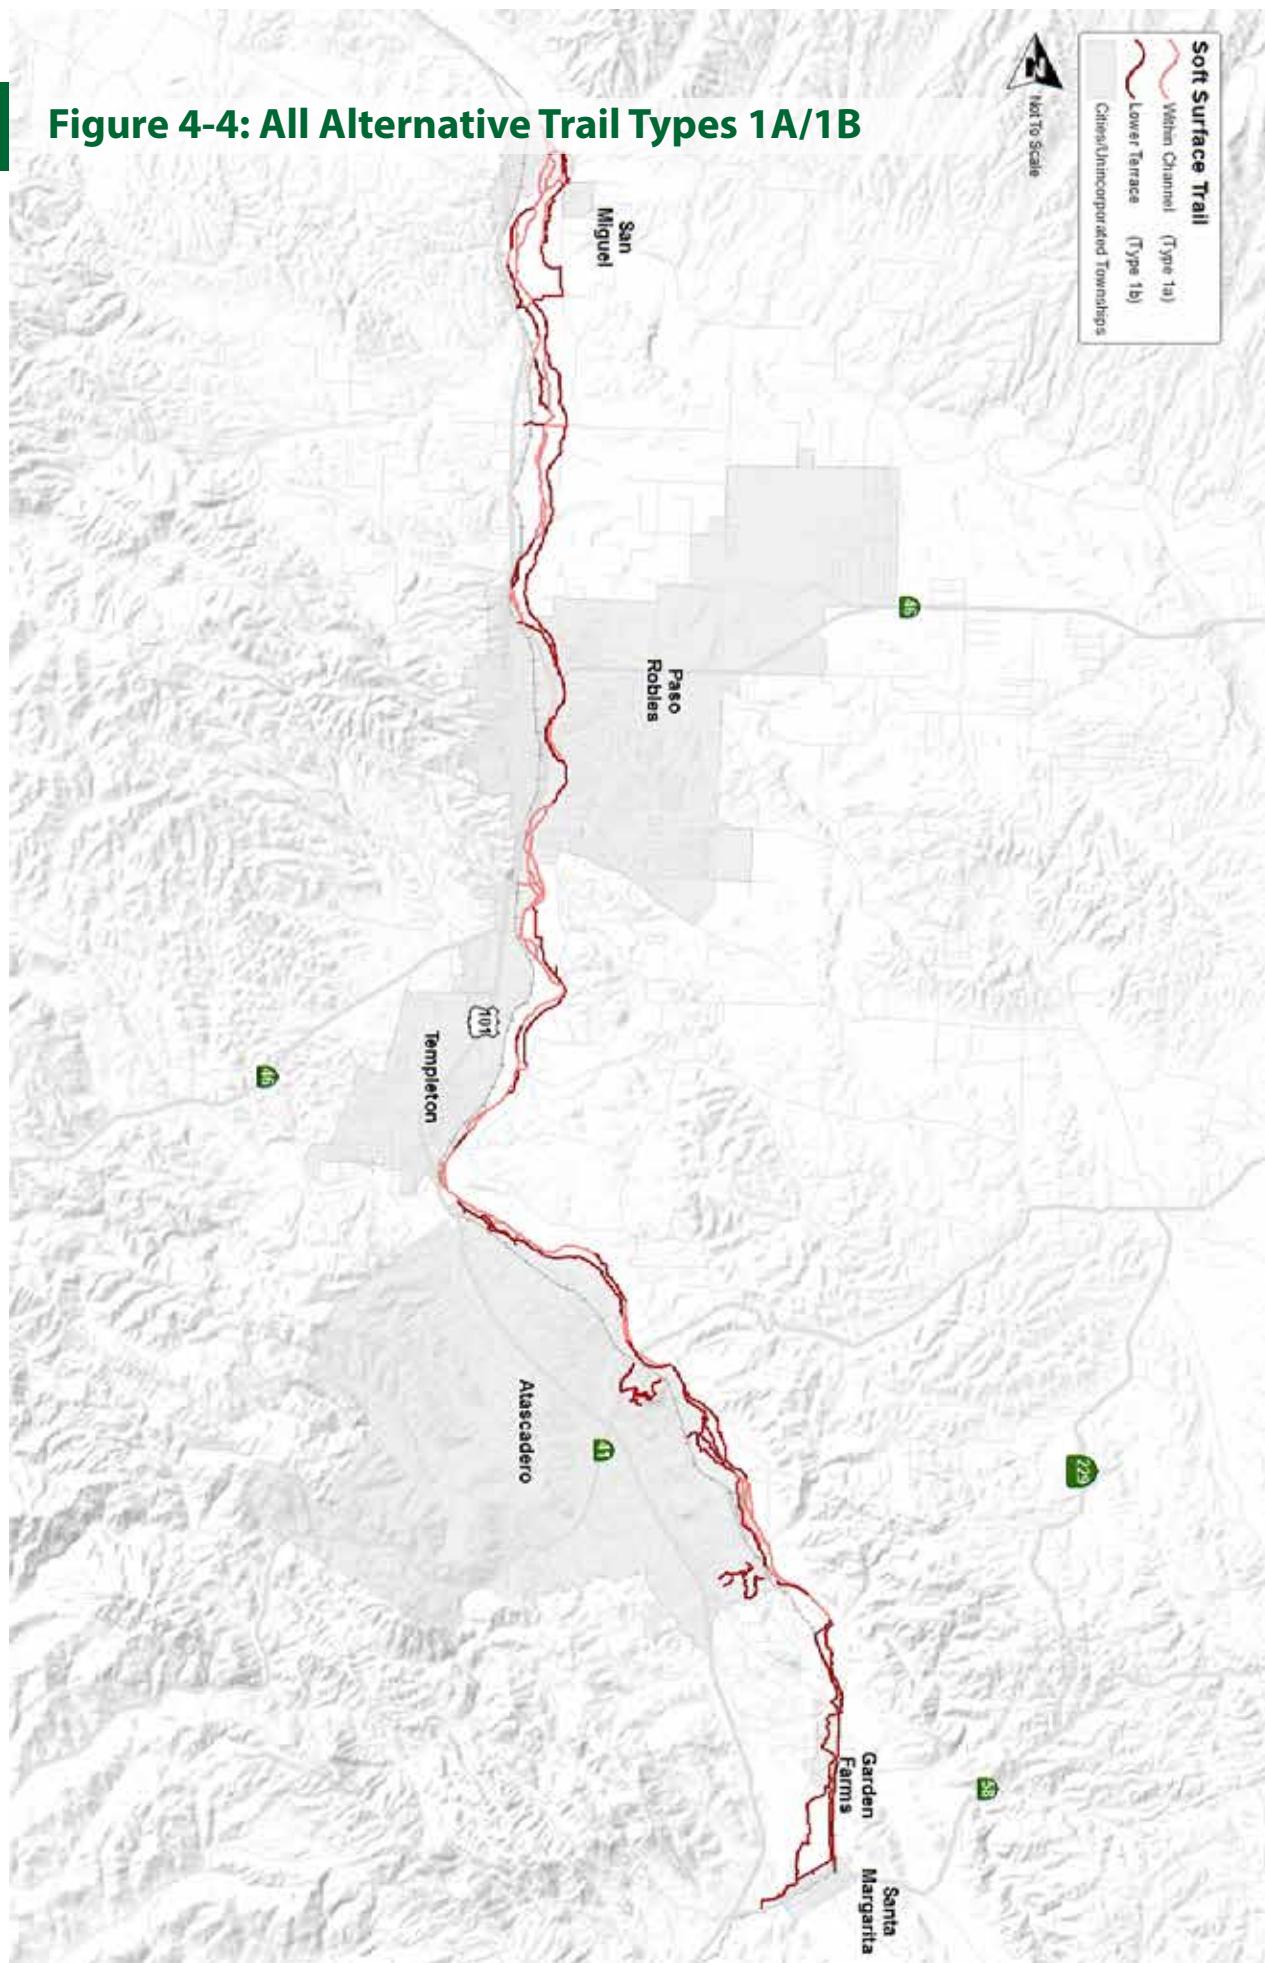 Figure 4-4: All Alternative Trail Types 1A/1B
Soft Surface Trail
Within Channel (Type 1a)
Lower Terrace (Type 1b)
Cities/Unincorporated Townships
N
Not To Scale
San
Miguel
46
Paso
Robles
101
Templeton
46
Atascadero
41
229
Garden
Farms
58
Santa
Margarita